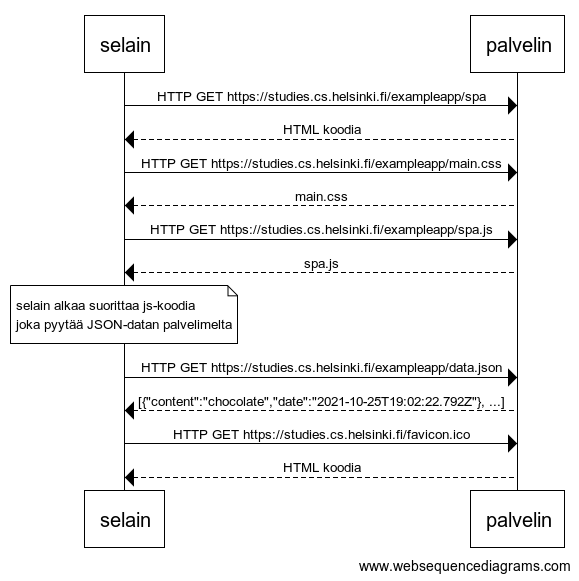 selain palvelin
HTTP GET https://studies.cs.helsinki.fi/exampleapp/spa
HTML koodia
HTTP GET https://studies.cs.helsinki.fi/exampleapp/main.css
main.css
HTTP GET https://studies.cs.helsinki.fi/exampleapp/spa.js
spa.js
selain alkaa suorittaa js-koodia
joka pyytää JSON-datan palvelimelta
HTTP GET https://studies.cs.helsinki.fi/exampleapp/data.json
[{"content":"chocolate","date":"2021-10-25T19:02:22.792Z"}, ...]
HTTP GET https://studies.cs.helsinki.fi/favicon.ico
HTML koodia
selain palvelin
www.websequencediagrams.com